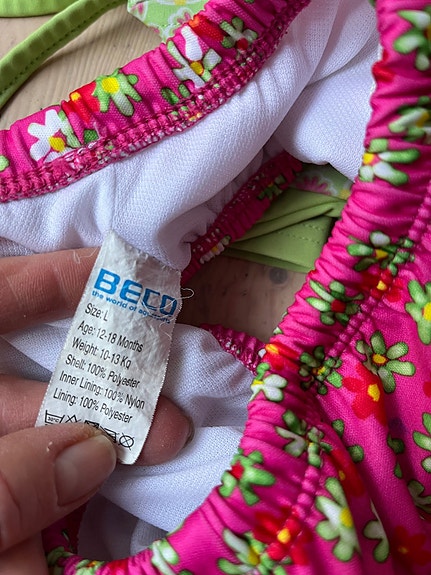 BECO
the world of aquatics
Size: L
Age: 12-18 Months
Weight: 10-13 Kg
Shell: 100% Polyester
Inner Lining: 100% Nylon
Lining: 100% Polyester